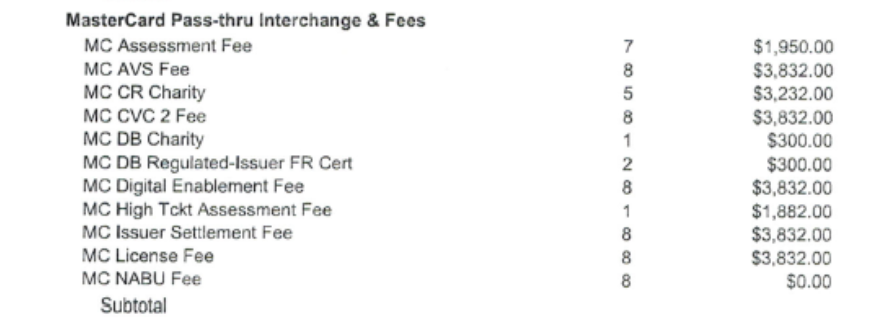 MasterCard Pass-thru Interchange & Fees
MC Assessment Fee 7 $1,950.00
MC AVS Fee 8 $3,832.00
MC CR Charity 5 $3,232.00
MC CVC 2 Fee 8 $3,832.00
MC DB Charity 1 $300.00
MC DB Regulated-Issuer FR Cert 2 $300.00
MC Digital Enablement Fee 8 $3,832.00
MC High Tckt Assessment Fee 1 $1,882.00
MC Issuer Settlement Fee 8 $3,832.00
MC License Fee 8 $3,832.00
MC NABU Fee 8 $0.00
Subtotal